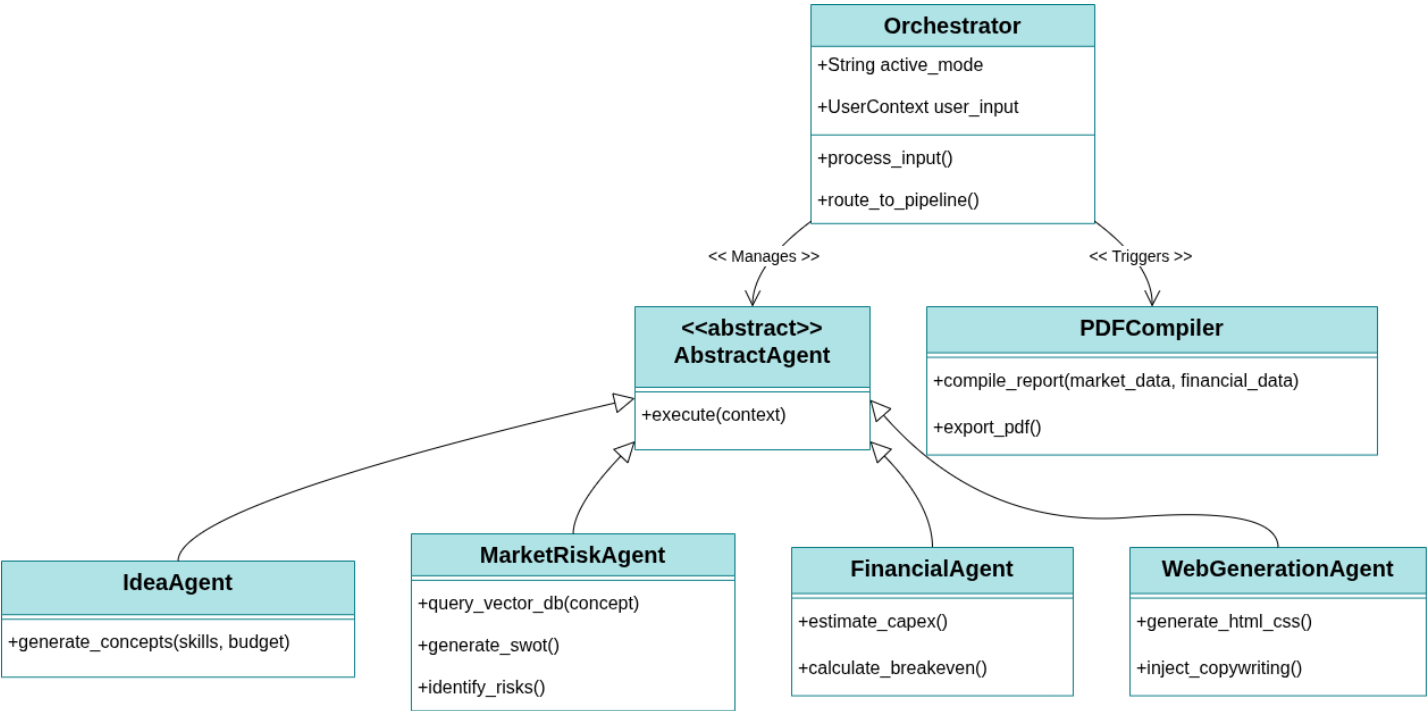 Orchestrator
+String active_mode
+UserContext user_input
+process_input()
+route_to_pipeline()
<< Manages >>
<< Triggers >>
<<abstract>>
AbstractAgent
+execute(context)
PDFCompiler
+compile_report(market_data, financial_data)
+export_pdf()
IdeaAgent
+generate_concepts(skills, budget)
MarketRiskAgent
+query_vector_db(concept)
+generate_swot()
+identify_risks()
FinancialAgent
+estimate_capex()
+calculate_breakeven()
WebGenerationAgent
+generate_html_css()
+inject_copywriting()